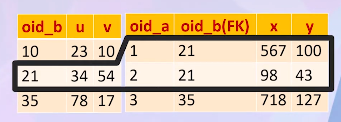 oid_b u v oid_a oid_b(FK) x y
10 23 10 1 21 567 100
21 34 54 2 21 98 43
35 78 17 3 35 718 127